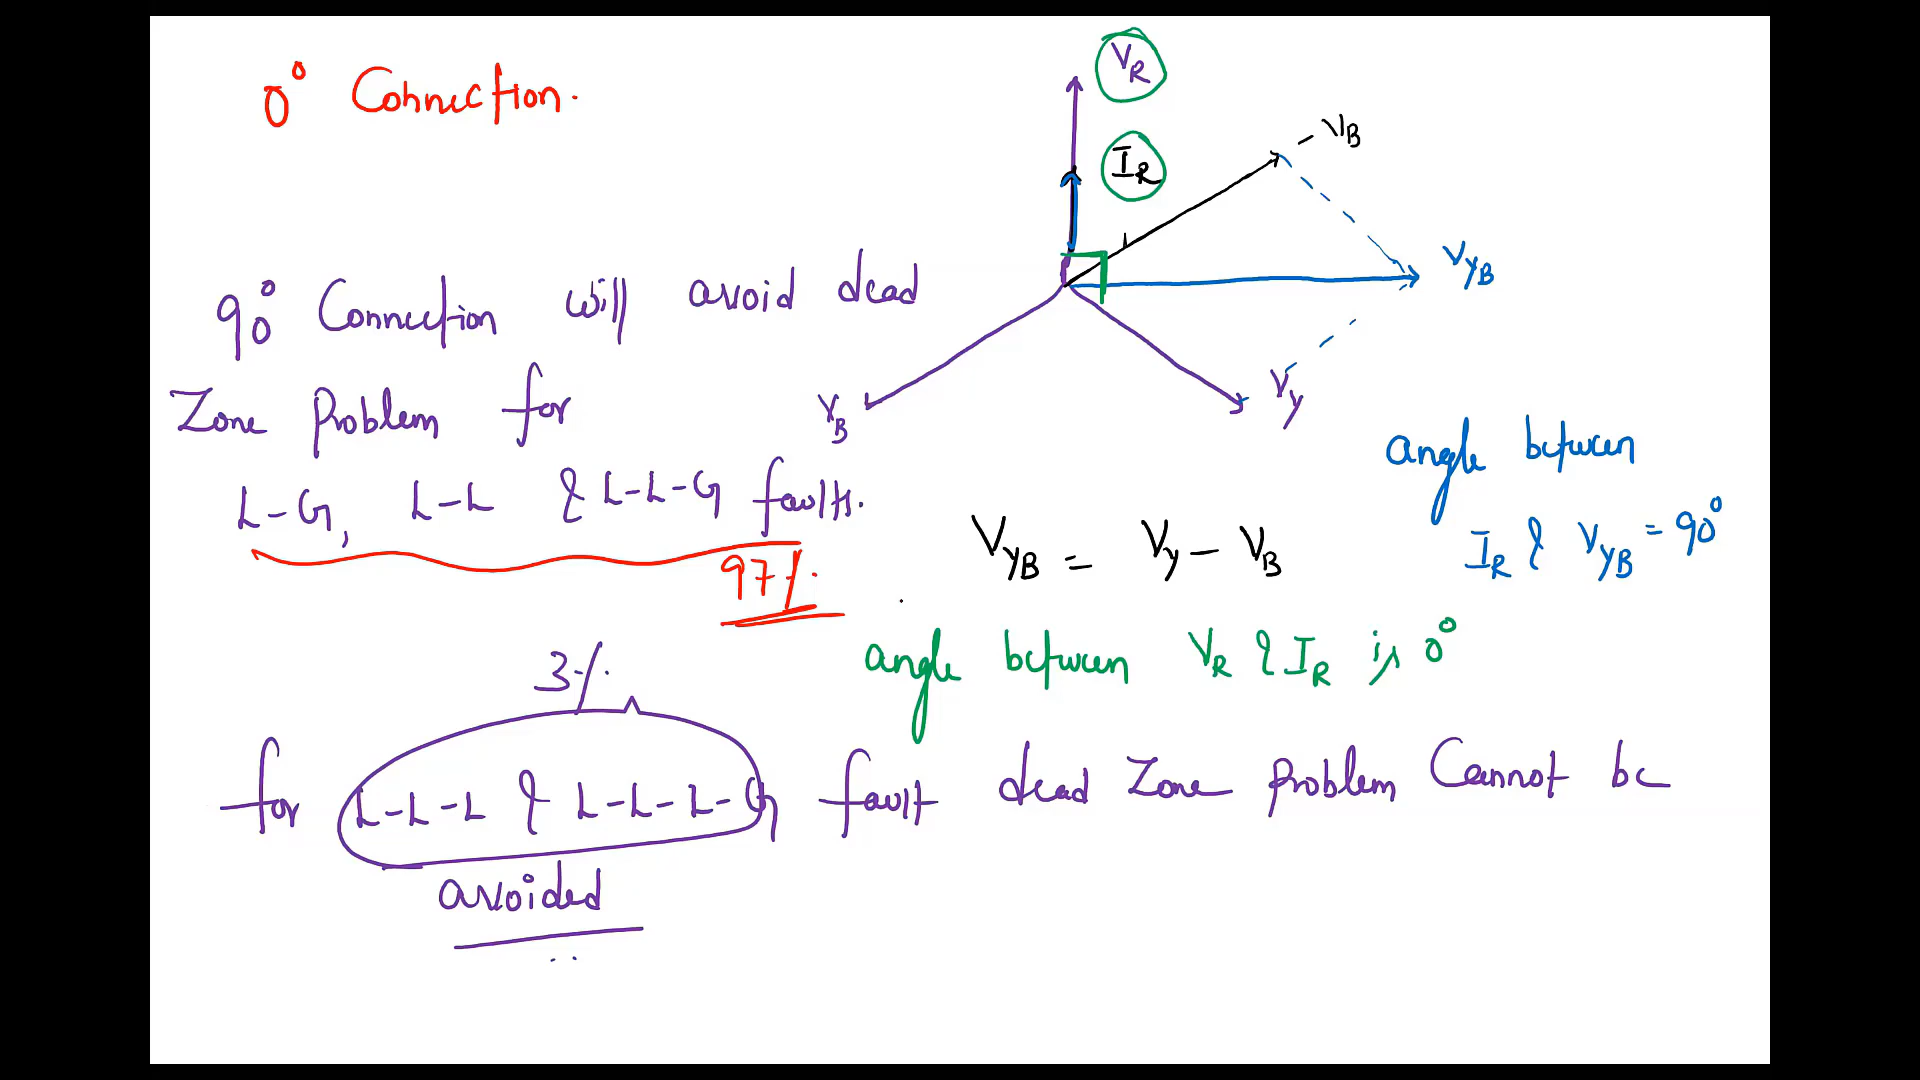 0° Connection.
V_R
I_R
- V_B
V_YB
V_B
V_Y
90° Connection will avoid dead
Zone Problem for
L-G, L-L & L-L-G faults.
97%.
angle between
I_R & V_YB = 90°
V_YB = V_Y - V_B
angle between V_R & I_R is 0°
3%.
for L-L-L & L-L-L-G fault dead Zone Problem Cannot be
avoided